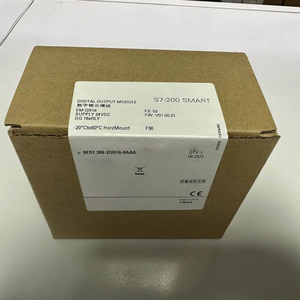 DIGITAL OUTPUT MODULE
S7-200 SMART
数字输出模块
EM QR16
FS: 02
SUPPLY 24VDC
FW: V01.00.01
DQ 16xRLY
-20°Cto60°C HorzMount
F96
6ES7 288-2QR16-0AA0
QTY: 1
CE